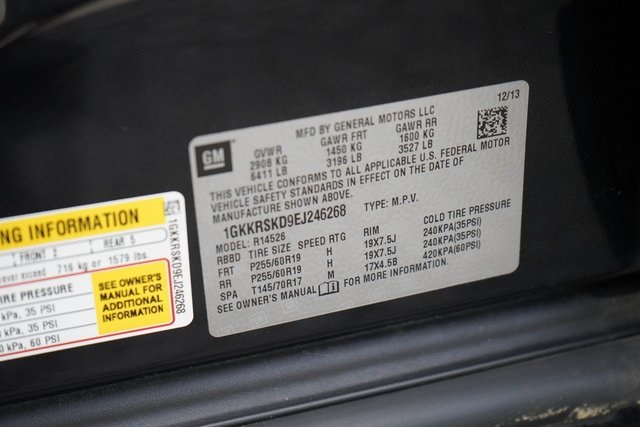 12/13
GM
MFD BY GENERAL MOTORS LLC
GVWR GAWR FRT GAWR RR
2908 KG 1450 KG 1600 KG
6411 LB 3196 LB 3527 LB
THIS VEHICLE CONFORMS TO ALL APPLICABLE U.S. FEDERAL MOTOR
VEHICLE SAFETY STANDARDS IN EFFECT ON THE DATE OF
MANUFACTURE SHOWN ABOVE.
1GKKRSKD9EJ246268 TYPE: M.P.V.
MODEL: R14526
RBBD TIRE SIZE SPEED RTG RIM COLD TIRE PRESSURE
FRT P255/60R19 H 19X7.5J 240KPA(35PSI)
RR P255/60R19 H 19X7.5J 240KPA(35PSI)
SPA T145/70R17 M 17X4.5B 420KPA(60PSI)
SEE OWNER'S MANUAL FOR MORE INFORMATION.
NG INFORMATION
FRONT 2 REAR 5
exceed 716 kg or 1579 lbs.
IRE PRESSURE
kPa, 35 PSI
kPa, 35 PSI
kPa, 60 PSI
SEE OWNER'S
MANUAL FOR
ADDITIONAL
INFORMATION
1GKKRSKD9EJ246268